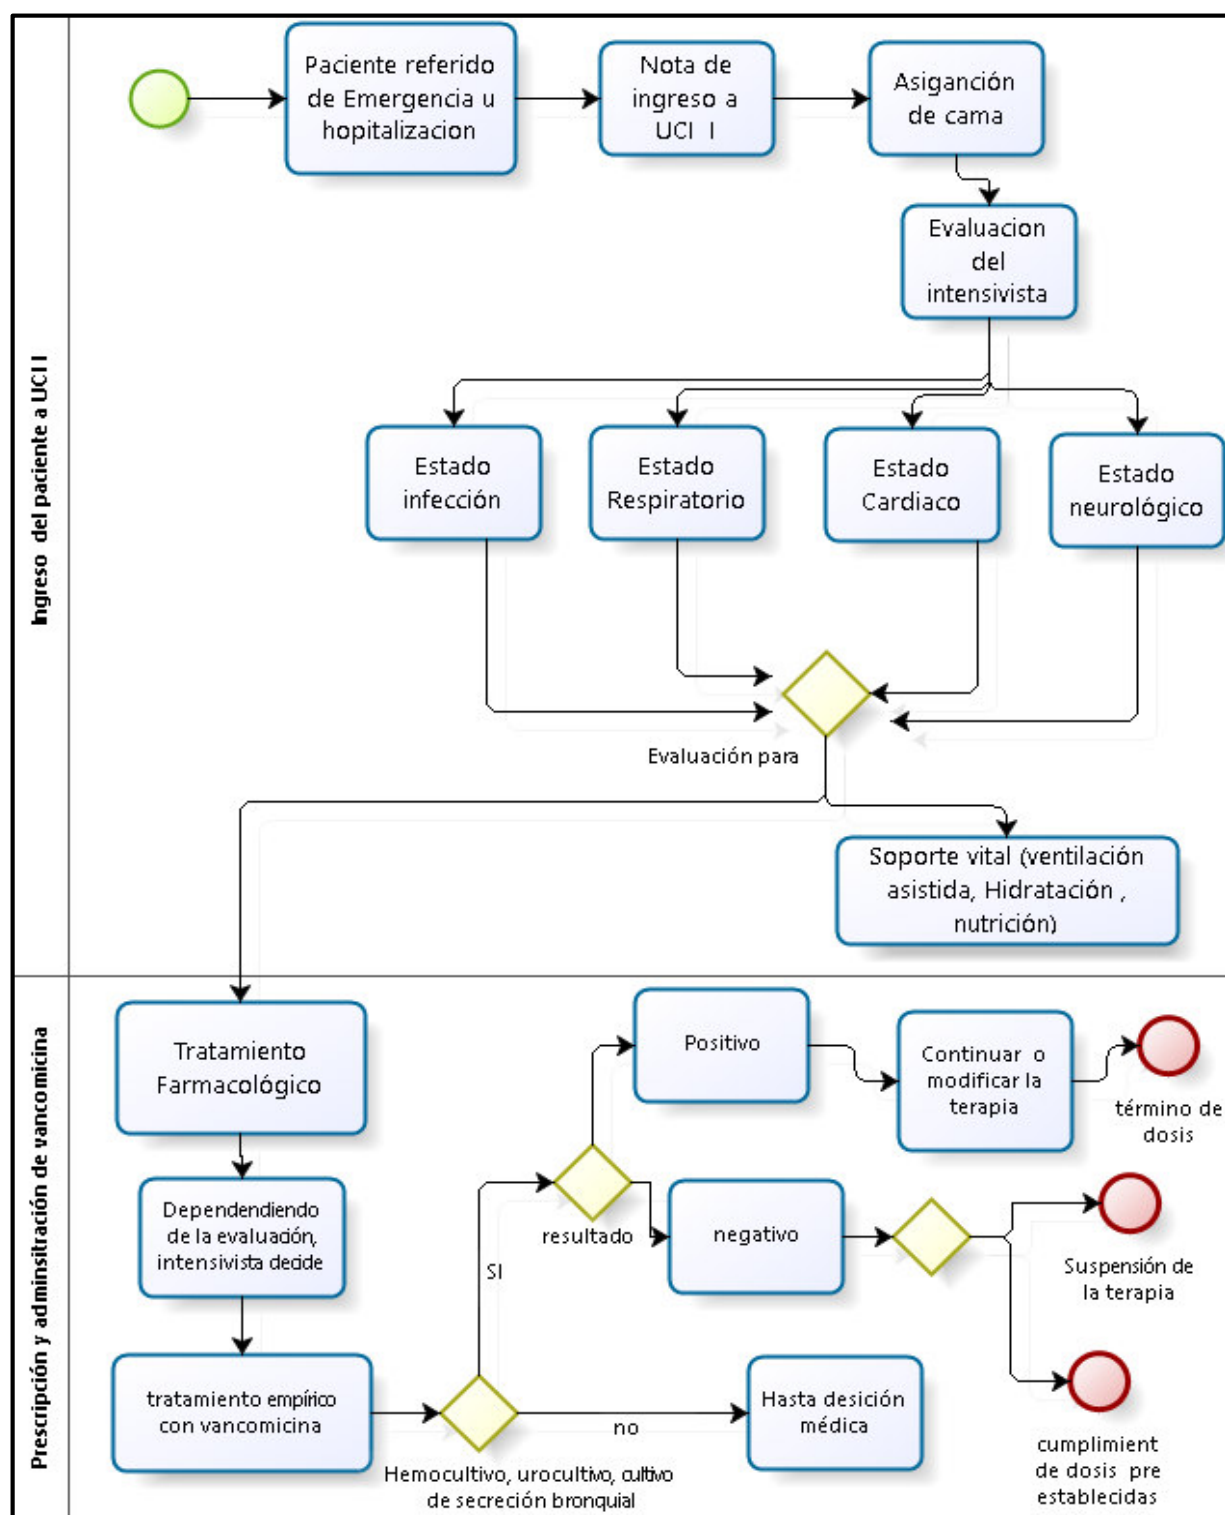 Ingreso del paciente a UCI I
Paciente referido
de Emergencia u
hopitalizacion
Nota de
ingreso a
UCI I
Asigancíón
de cama
Evaluacion
del
intensivista
Estado
infección
Estado
Respiratorio
Estado
Cardiaco
Estado
neurológico
Evaluación para
Soporte vital (ventilación
asistida, Hidratación ,
nutrición)
Prescripción y adminsitración de vancomicina
Tratamiento
Farmacológico
Dependendiendo
de la evaluación,
intensivista decide
tratamiento empírico
con vancomicina
Hemocultivo, urocultivo, cultivo
de secreción bronquial
SI
no
resultado
Positivo
Continuar o
modificar la
terapia
término de
dosis
negativo
Suspensión de
la terapia
cumplimient
de dosis pre
establecidas
Hasta desición
médica